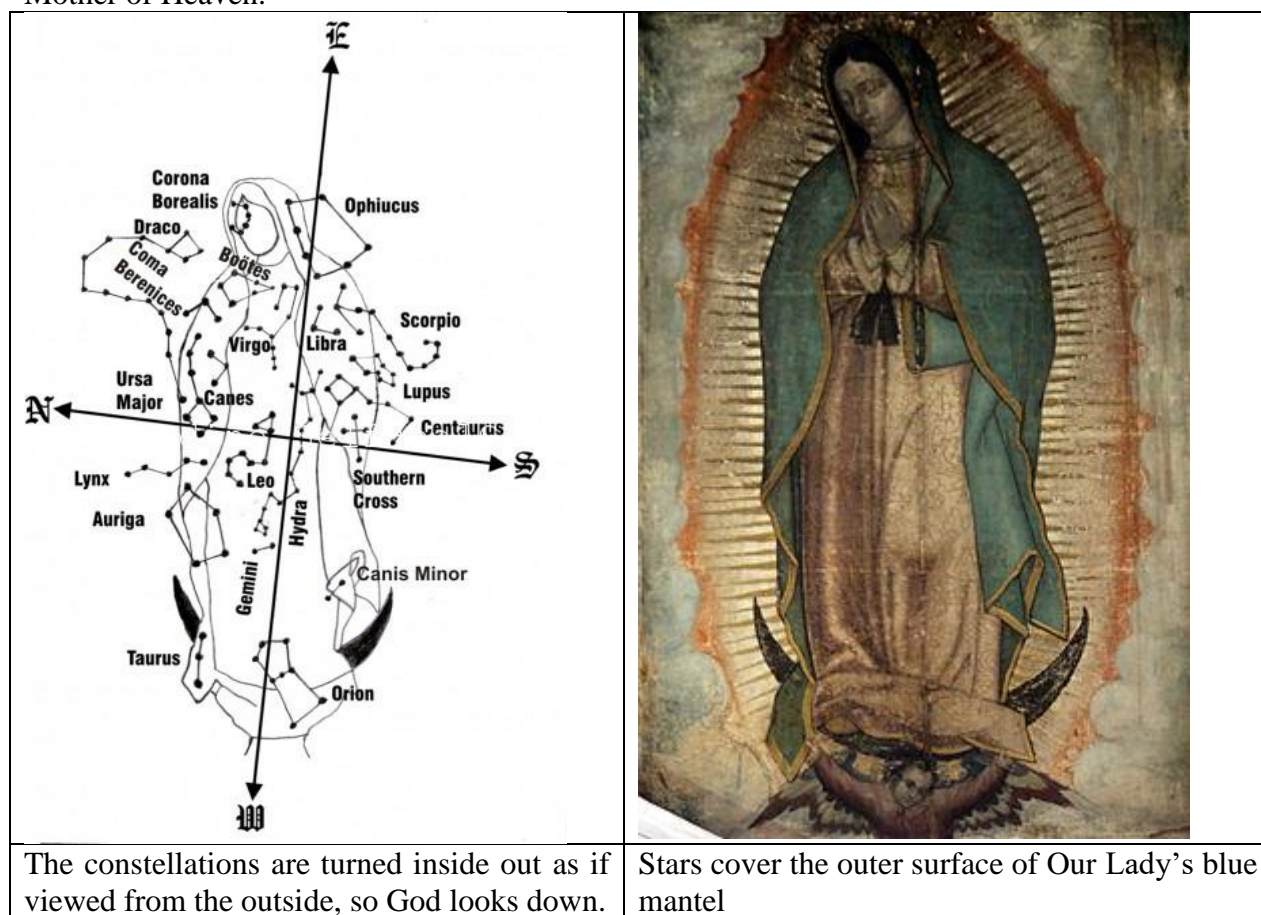 Mother of Heaven.
E
Corona
Borealis
Ophiucus
Draco
Coma
Berenices
Boötes
Scorpio
Virgo
Libra
Ursa
Major
Canes
Lupus
N
Centaurus
S
Lynx
Leo
Southern
Cross
Auriga
Hydra
Gemini
Canis Minor
Taurus
Orion
W
The constellations are turned inside out as if
viewed from the outside, so God looks down.
Stars cover the outer surface of Our Lady’s blue
mantel